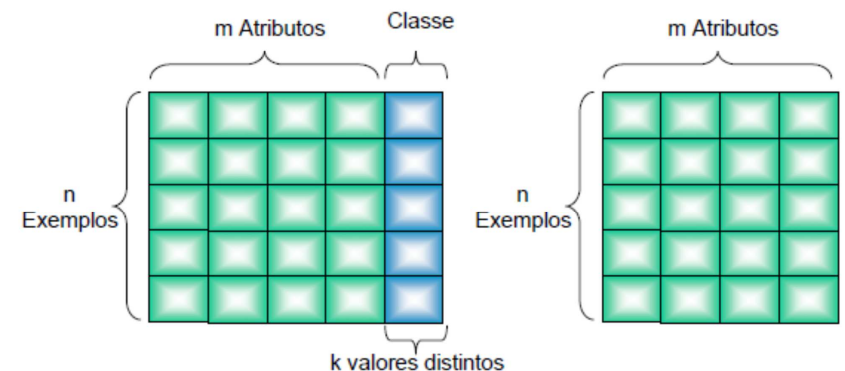 m Atributos
Classe
n
Exemplos
k valores distintos
m Atributos
n
Exemplos